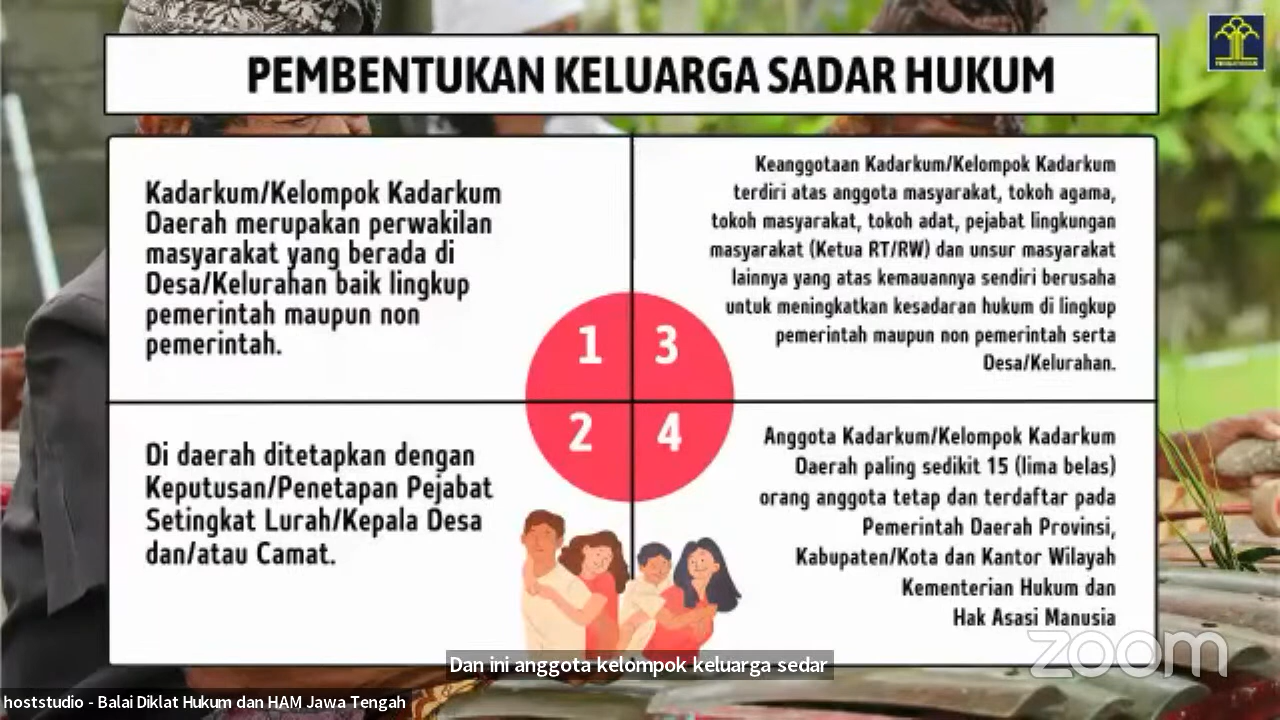 PEMBENTUKAN KELUARGA SADAR HUKUM
Kadarkum/Kelompok Kadarkum
Daerah merupakan perwakilan
masyarakat yang berada di
Desa/Kelurahan baik lingkup
pemerintah maupun non
pemerintah.
1
Di daerah ditetapkan dengan
Keputusan/Penetapan Pejabat
Setingkat Lurah/Kepala Desa
dan/atau Camat.
2
Keanggotaan Kadarkum/Kelompok Kadarkum
terdiri atas anggota masyarakat, tokoh agama,
tokoh masyarakat, tokoh adat, pejabat lingkungan
masyarakat (Ketua RT/RW) dan unsur masyarakat
lainnya yang atas kemauannya sendiri berusaha
untuk meningkatkan kesadaran hukum di lingkup
pemerintah maupun non pemerintah serta
Desa/Kelurahan.
3
Anggota Kadarkum/Kelompok Kadarkum
Daerah paling sedikit 15 (lima belas)
orang anggota tetap dan terdaftar pada
Pemerintah Daerah Provinsi,
Kabupaten/Kota dan Kantor Wilayah
Kementerian Hukum dan
Hak Asasi Manusia
4
zoom
Dan ini anggota kelompok keluarga sedar
hoststudio - Balai Diklat Hukum dan HAM Jawa Tengah